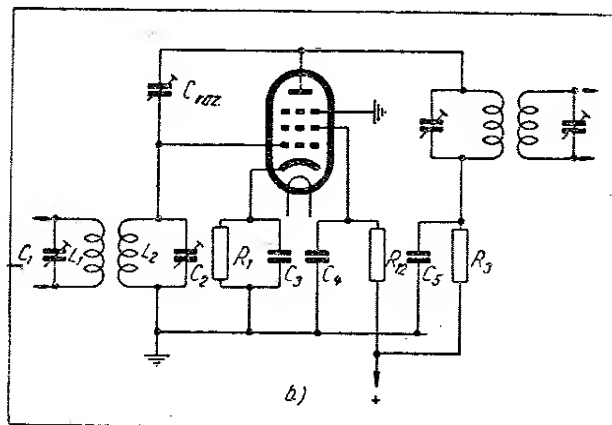 C_roz.
C₁
L₁
L₂
C₂
R₁
C₃
C₄
R₁₂
C₅
R₃
+
b)